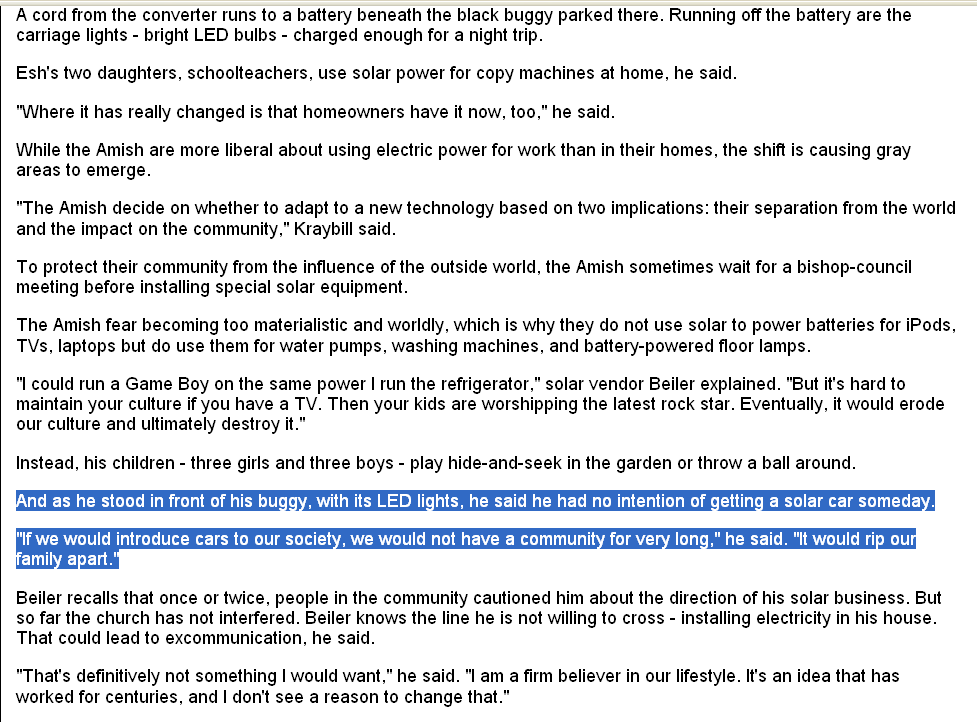 A cord from the converter runs to a battery beneath the black buggy parked there. Running off the battery are the
carriage lights - bright LED bulbs - charged enough for a night trip.
Esh's two daughters, schoolteachers, use solar power for copy machines at home, he said.
"Where it has really changed is that homeowners have it now, too," he said.
While the Amish are more liberal about using electric power for work than in their homes, the shift is causing gray
areas to emerge.
"The Amish decide on whether to adapt to a new technology based on two implications: their separation from the world
and the impact on the community," Kraybill said.
To protect their community from the influence of the outside world, the Amish sometimes wait for a bishop-council
meeting before installing special solar equipment.
The Amish fear becoming too materialistic and worldly, which is why they do not use solar to power batteries for iPods,
TVs, laptops but do use them for water pumps, washing machines, and battery-powered floor lamps.
"I could run a Game Boy on the same power I run the refrigerator," solar vendor Beiler explained. "But it's hard to
maintain your culture if you have a TV. Then your kids are worshipping the latest rock star. Eventually, it would erode
our culture and ultimately destroy it."
Instead, his children - three girls and three boys - play hide-and-seek in the garden or throw a ball around.
And as he stood in front of his buggy, with its LED lights, he said he had no intention of getting a solar car someday.
"If we would introduce cars to our society, we would not have a community for very long," he said. "It would rip our
family apart."
Beiler recalls that once or twice, people in the community cautioned him about the direction of his solar business. But
so far the church has not interfered. Beiler knows the line he is not willing to cross - installing electricity in his house.
That could lead to excommunication, he said.
"That's definitively not something I would want," he said. "I am a firm believer in our lifestyle. It's an idea that has
worked for centuries, and I don't see a reason to change that."